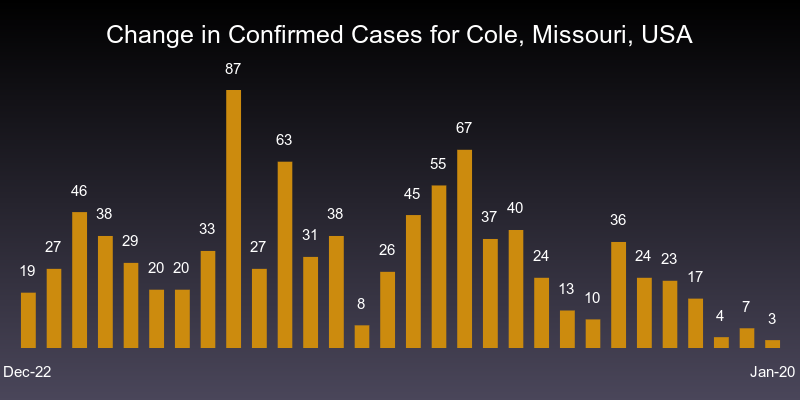 Change in Confirmed Cases for Cole, Missouri, USA
19 27 46 38 29 20 20 33 87 27 63 31 38 8 26 45 55 67 37 40 24 13 10 36 24 23 17 4 7 3
Dec-22 Jan-20